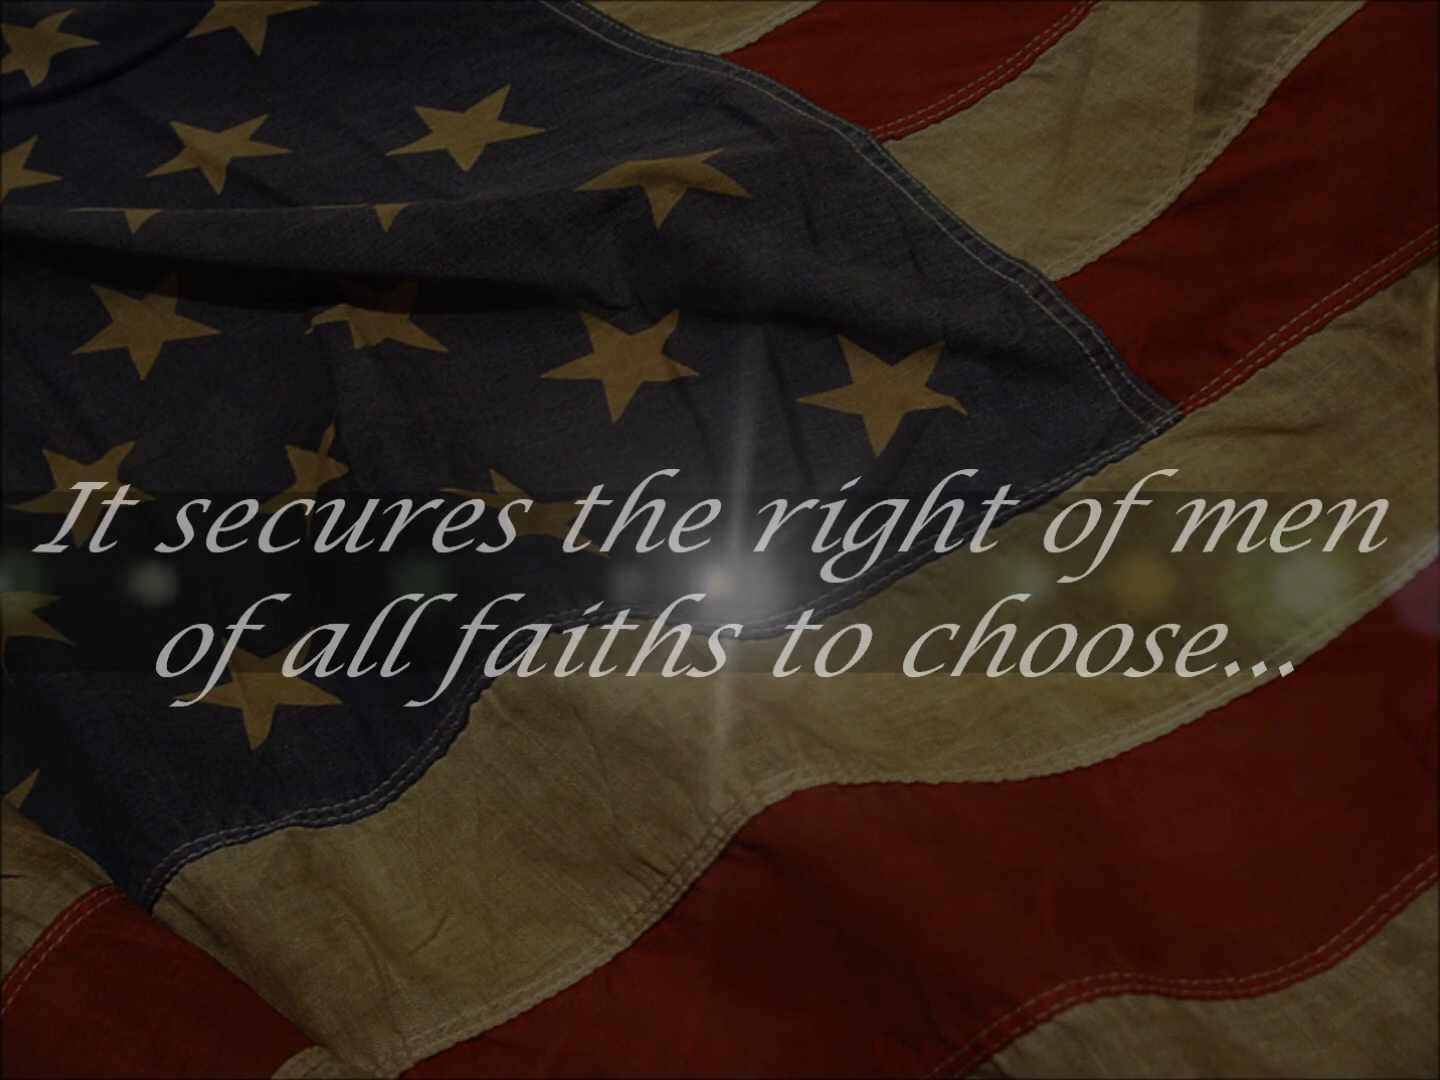 It secures the right of men
of all faiths to choose...